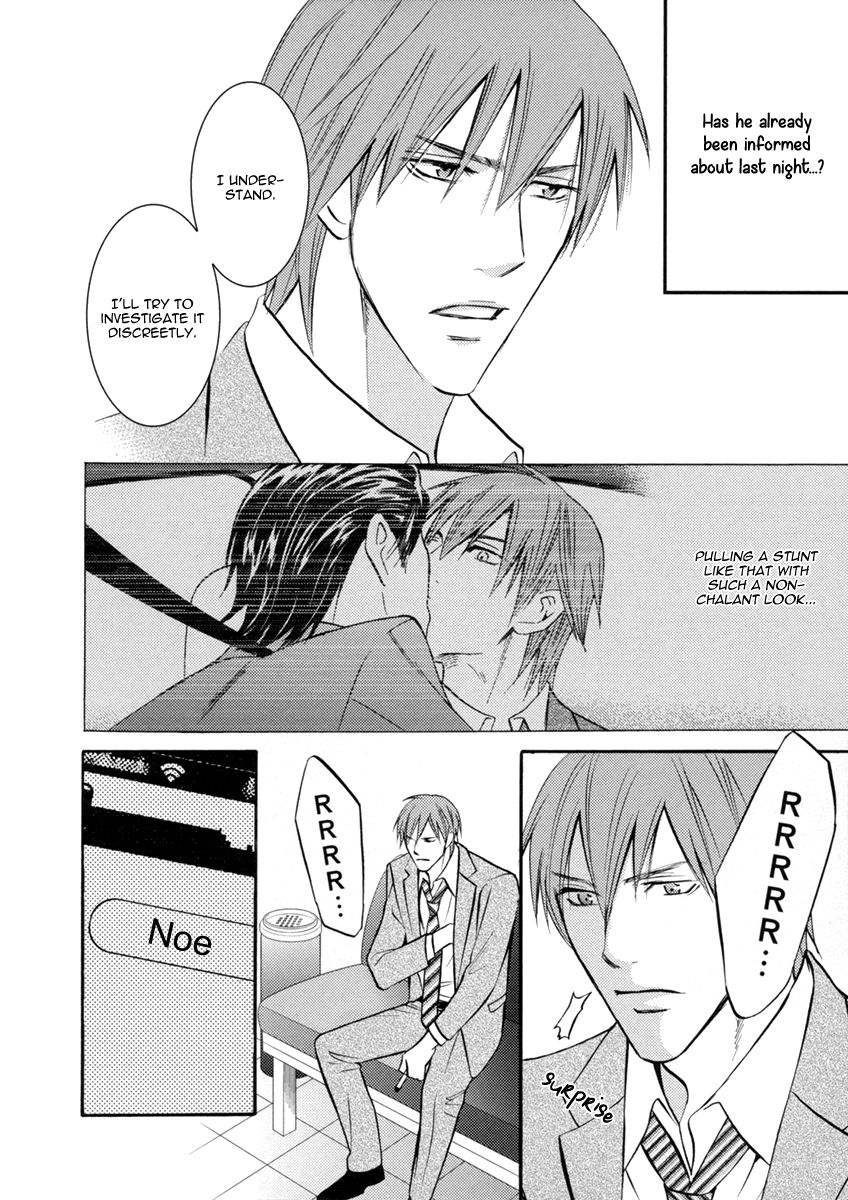 Has he already
been informed
about last night...?
I UNDER-
STAND.
I'LL TRY TO
INVESTIGATE IT
DISCREETLY.
PULLING A STUNT
LIKE THAT WITH
SUCH A NON-
CHALANT LOOK...
RRRRR...
SURPRISE
RRRR...
Noe